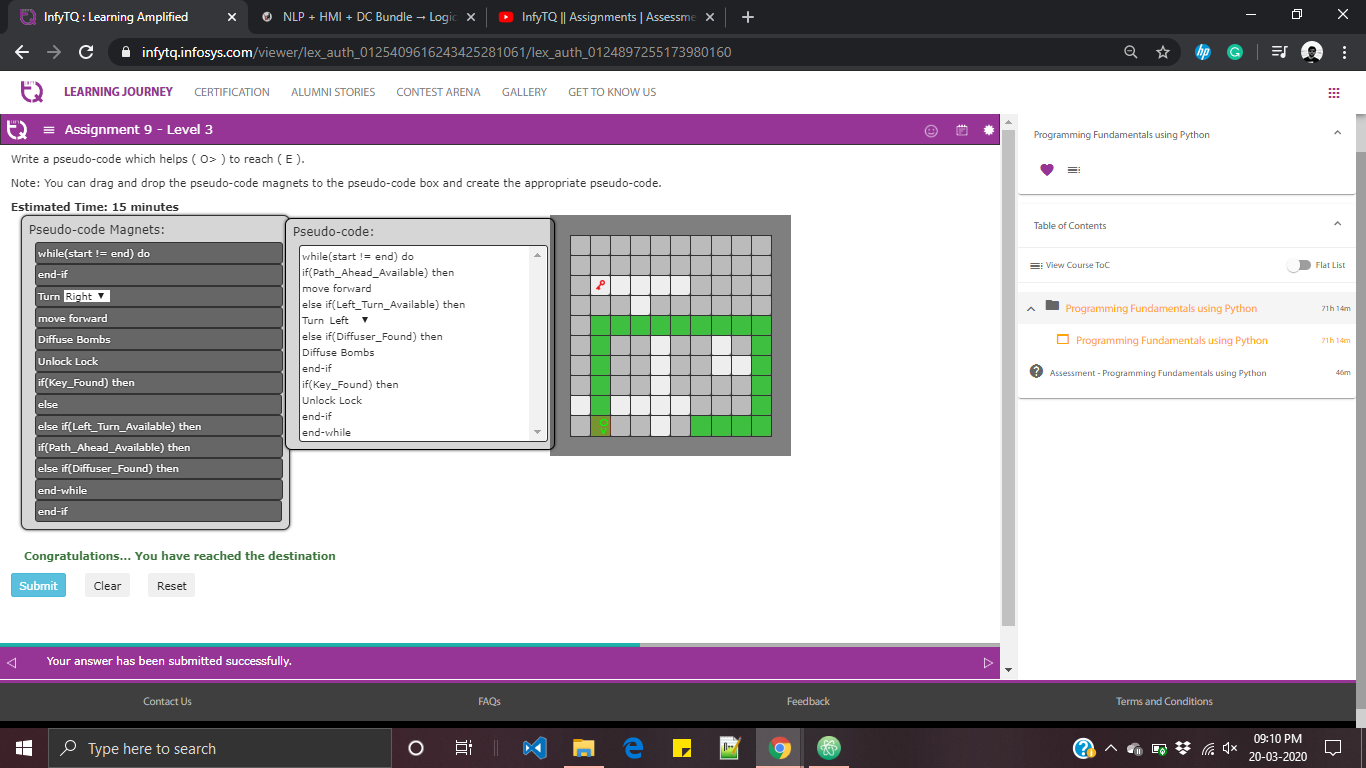 InfyTQ : Learning Amplified
NLP + HMI + DC Bundle → Logic
InfyTQ || Assignments | Assessme
infytq.infosys.com/viewer/lex_auth_0125409616243425281061/lex_auth_0124897255173980160
LEARNING JOURNEY CERTIFICATION ALUMNI STORIES CONTEST ARENA GALLERY GET TO KNOW US
Assignment 9 - Level 3
Write a pseudo-code which helps ( O> ) to reach ( E ).
Note: You can drag and drop the pseudo-code magnets to the pseudo-code box and create the appropriate pseudo-code.
Estimated Time: 15 minutes
Pseudo-code Magnets:
while(start != end) do
end-if
Turn Right ▼
move forward
Diffuse Bombs
Unlock Lock
if(Key_Found) then
else
else if(Left_Turn_Available) then
if(Path_Ahead_Available) then
else if(Diffuser_Found) then
end-while
end-if
Pseudo-code:
while(start != end) do
if(Path_Ahead_Available) then
move forward
else if(Left_Turn_Available) then
Turn Left ▼
else if(Diffuser_Found) then
Diffuse Bombs
end-if
if(Key_Found) then
Unlock Lock
end-if
end-while
Congratulations... You have reached the destination
Submit Clear Reset
Your answer has been submitted successfully.
Programming Fundamentals using Python
Table of Contents
View Course ToC Flat List
Programming Fundamentals using Python 71h 14m
Programming Fundamentals using Python 71h 14m
Assessment - Programming Fundamentals using Python 46m
Contact Us FAQs Feedback Terms and Conditions
Type here to search
09:10 PM
20-03-2020